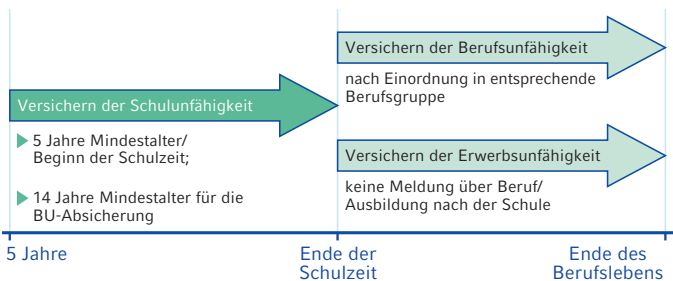 Versichern der Schulunfähigkeit
5 Jahre Mindestalter/
Beginn der Schulzeit;
14 Jahre Mindestalter für die
BU-Absicherung
Versichern der Berufsunfähigkeit
nach Einordnung in entsprechende
Berufsgruppe
Versichern der Erwerbsunfähigkeit
keine Meldung über Beruf/
Ausbildung nach der Schule
5 Jahre
Ende der
Schulzeit
Ende des
Berufslebens